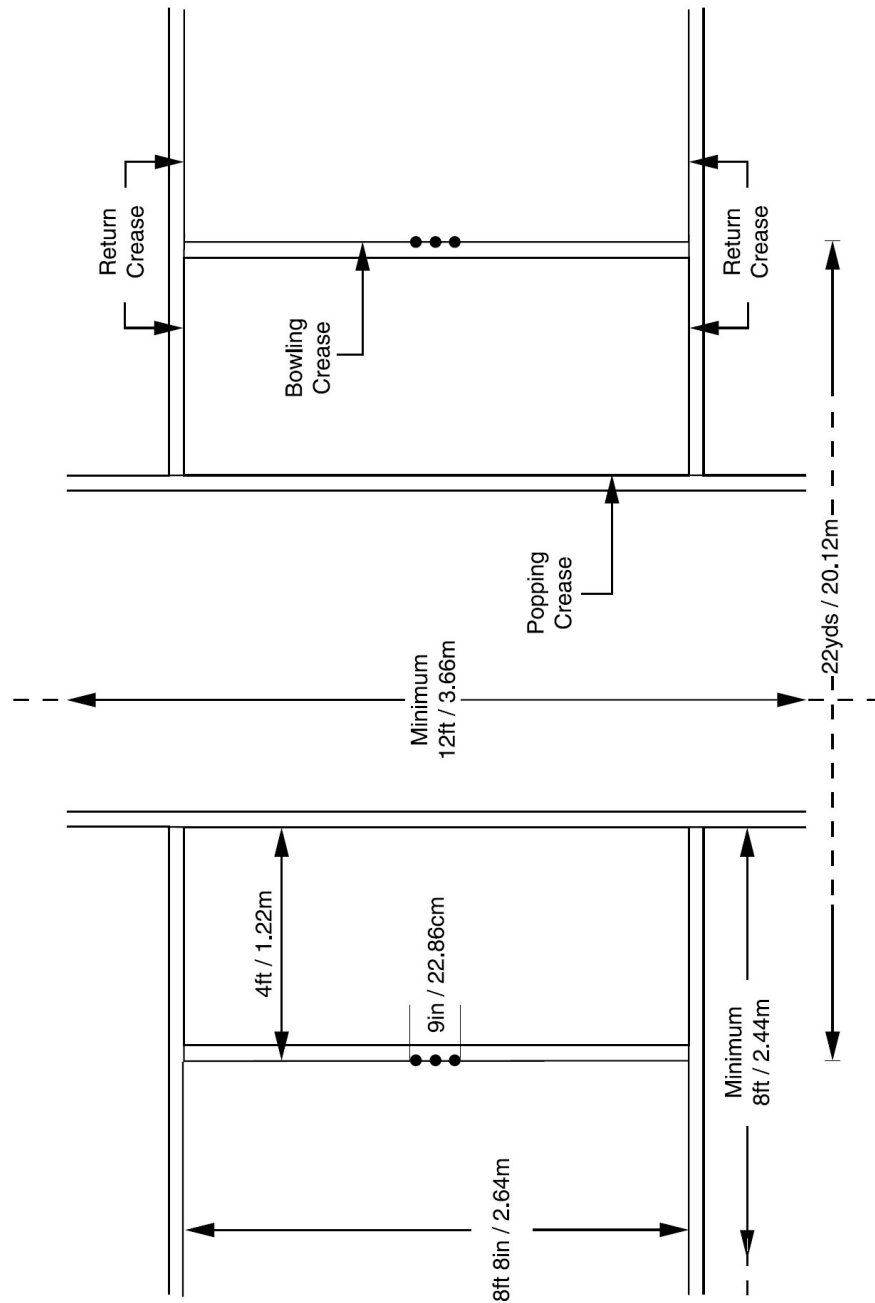 Return
Crease
Return
Crease
Bowling
Crease
Popping
Crease
Minimum
12ft / 3.66m
22yds / 20.12m
4ft / 1.22m
9in / 22.86cm
Minimum
8ft / 2.44m
8ft 8in / 2.64m